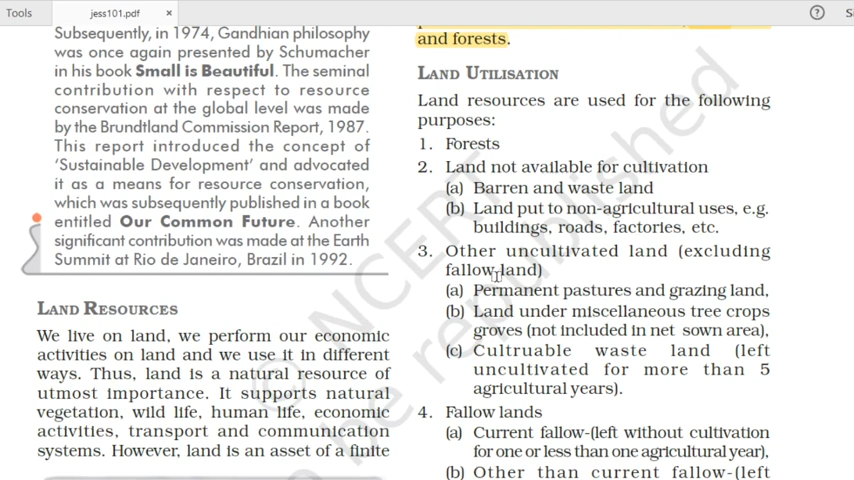 Tools
jess101.pdf
×
?
Subsequently, in 1974, Gandhian philosophy
was once again presented by Schumacher
in his book Small is Beautiful. The seminal
contribution with respect to resource
conservation at the global level was made
by the Brundtland Commission Report, 1987.
This report introduced the concept of
‘Sustainable Development’ and advocated
it as a means for resource conservation,
which was subsequently published in a book
entitled Our Common Future. Another
significant contribution was made at the Earth
Summit at Rio de Janeiro, Brazil in 1992.
LAND RESOURCES
We live on land, we perform our economic
activities on land and we use it in different
ways. Thus, land is a natural resource of
utmost importance. It supports natural
vegetation, wild life, human life, economic
activities, transport and communication
systems. However, land is an asset of a finite
and forests.
LAND UTILISATION
Land resources are used for the following
purposes:
1. Forests
2. Land not available for cultivation
(a) Barren and waste land
(b) Land put to non-agricultural uses, e.g.
buildings, roads, factories, etc.
3. Other uncultivated land (excluding
fallow land)
(a) Permanent pastures and grazing land,
(b) Land under miscellaneous tree crops
groves (not included in net sown area),
(c) Cultruable waste land (left
uncultivated for more than 5
agricultural years).
4. Fallow lands
(a) Current fallow-(left without cultivation
for one or less than one agricultural year),
(b) Other than current fallow-(left
© NCERT
be republished